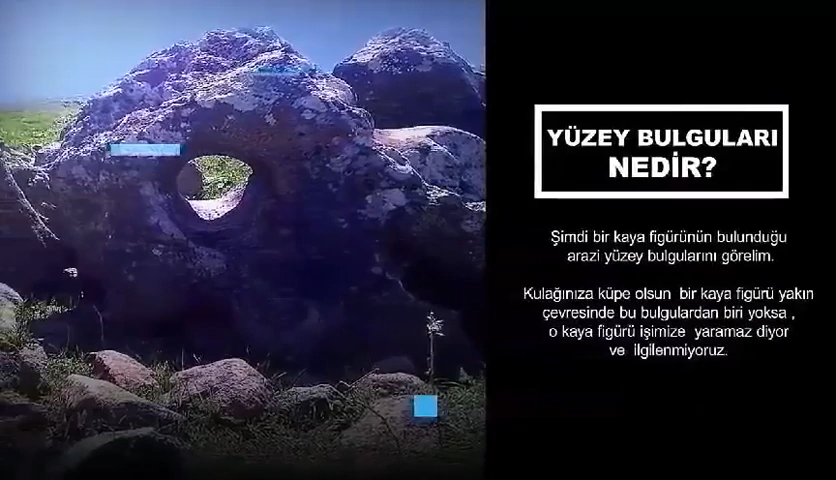 YÜZEY BULGULARI
NEDİR?
Şimdi bir kaya figürünün bulunduğu
arazi yüzey bulgularını görelim.
Kulağınıza küpe olsun bir kaya figürü yakın
çevresinde bu bulgulardan biri yoksa ,
o kaya figürü işimize yaramaz diyor
ve ilgilenmiyoruz.